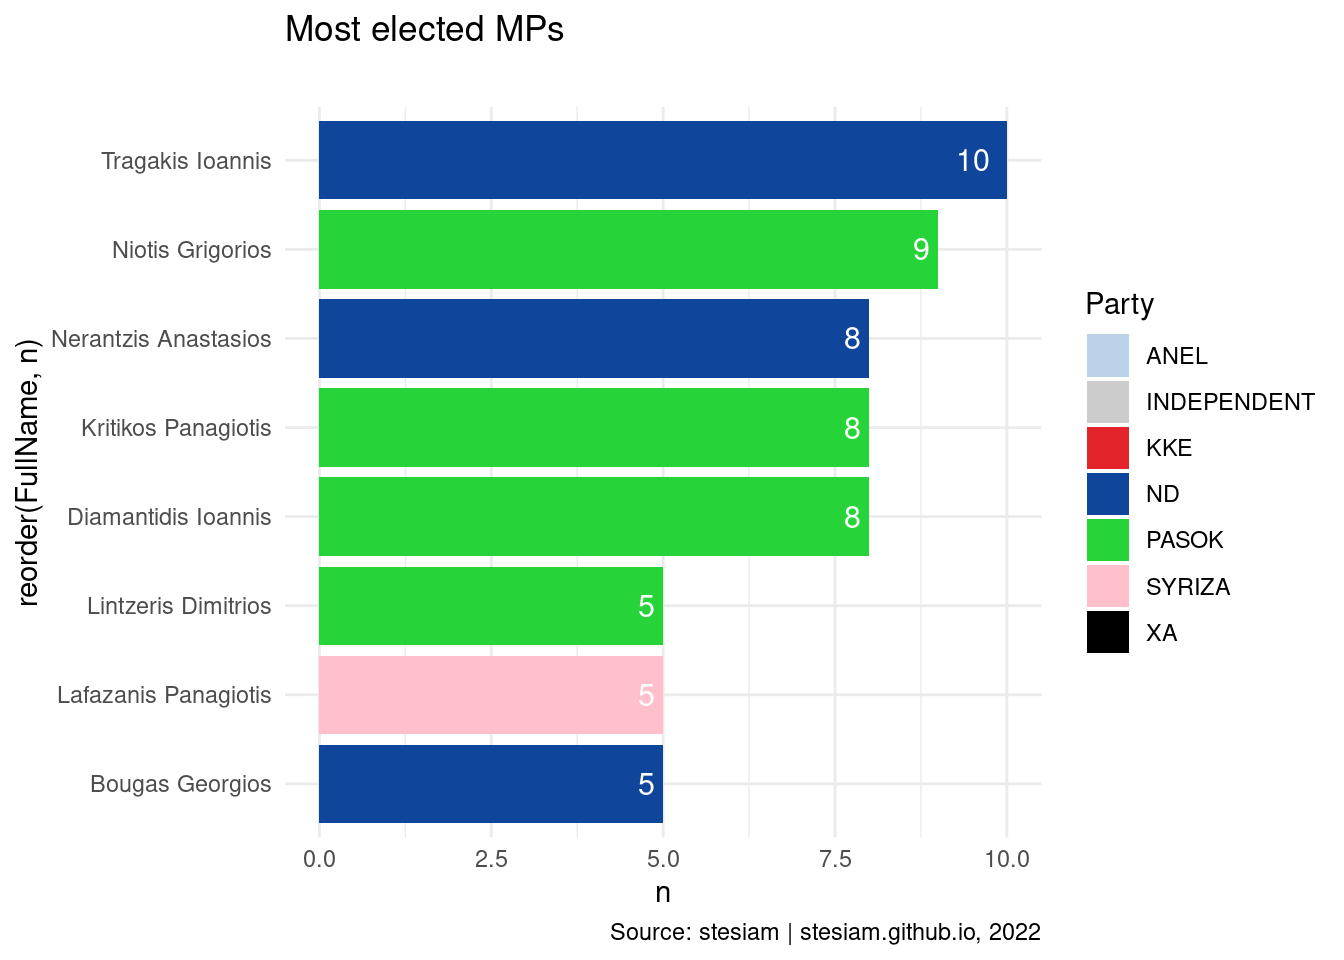 Most elected MPs
reorder(FullName, n)
Tragakis Ioannis
10
Niotis Grigorios
9
Nerantzis Anastasios
8
Kritikos Panagiotis
8
Diamantidis Ioannis
8
Lintzeris Dimitrios
5
Lafazanis Panagiotis
5
Bougas Georgios
5
0.0 2.5 5.0 7.5 10.0
n
Party
ANEL
INDEPENDENT
KKE
ND
PASOK
SYRIZA
XA
Source: stesiam | stesiam.github.io, 2022